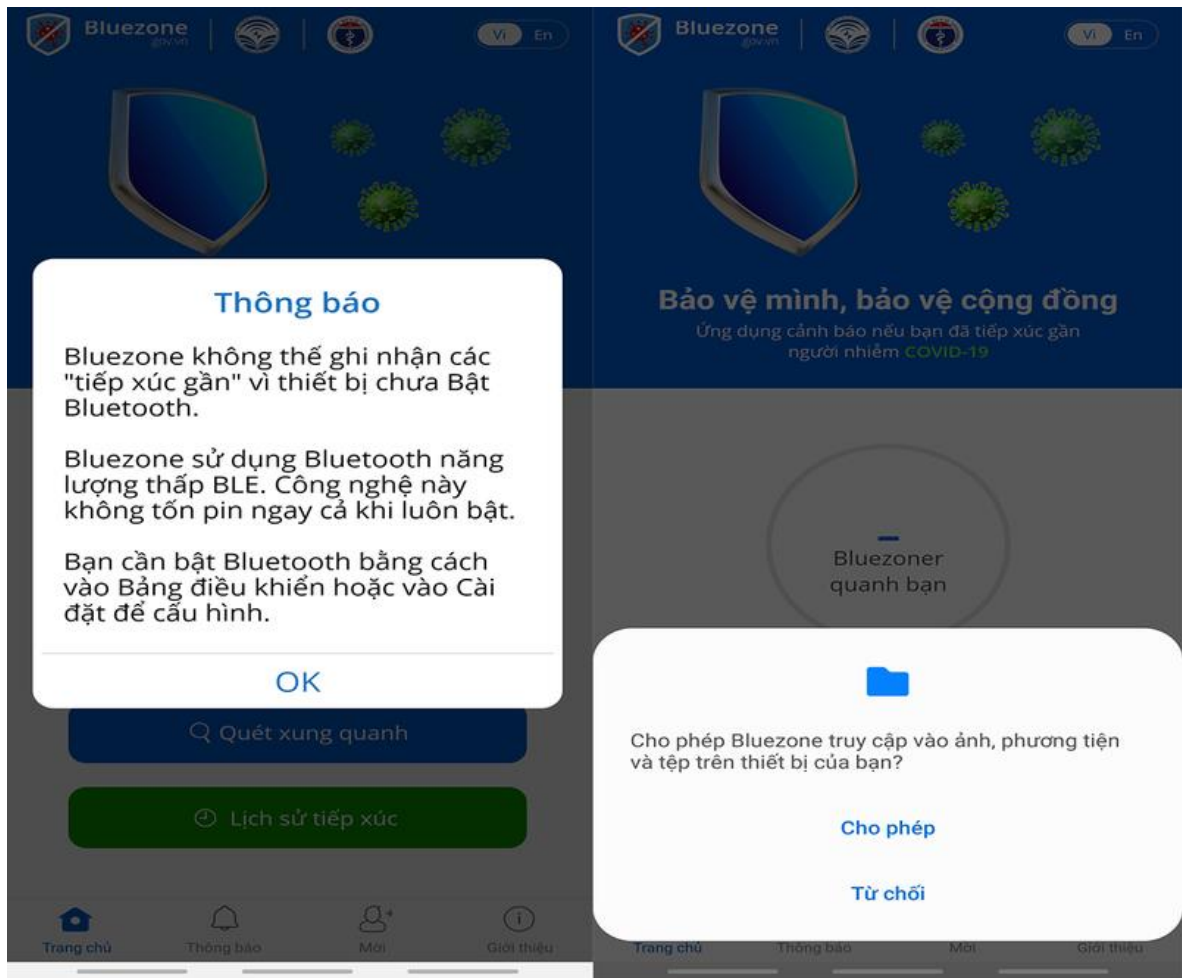 Bluezone
gov.vn
Vi En
Thông báo
Bluezone không thể ghi nhận các
"tiếp xúc gần" vì thiết bị chưa Bật
Bluetooth.
Bluezone sử dụng Bluetooth năng
lượng thấp BLE. Công nghệ này
không tốn pin ngay cả khi luôn bật.
Bạn cần bật Bluetooth bằng cách
vào Bảng điều khiển hoặc vào Cài
đặt để cấu hình.
OK
Quét xung quanh
Lịch sử tiếp xúc
Trang chủ Thông báo Mời Giới thiệu
Bluezone
gov.vn
Vi En
Bảo vệ mình, bảo vệ cộng đồng
Ứng dụng cảnh báo nếu bạn đã tiếp xúc gần
người nhiễm COVID-19
Bluezoner
quanh bạn
Cho phép Bluezone truy cập vào ảnh, phương tiện
và tệp trên thiết bị của bạn?
Cho phép
Từ chối
Trang chủ Thông báo Mời Giới thiệu